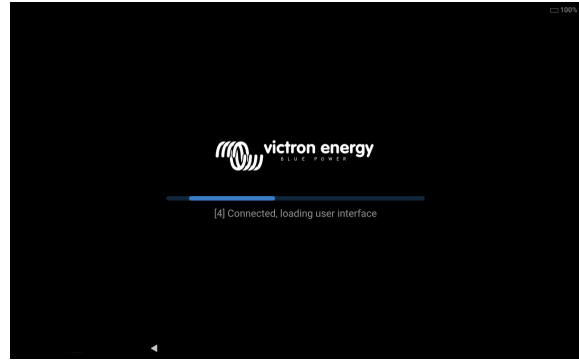 100%
victron energy
BLUE POWER
[4] Connected, loading user interface